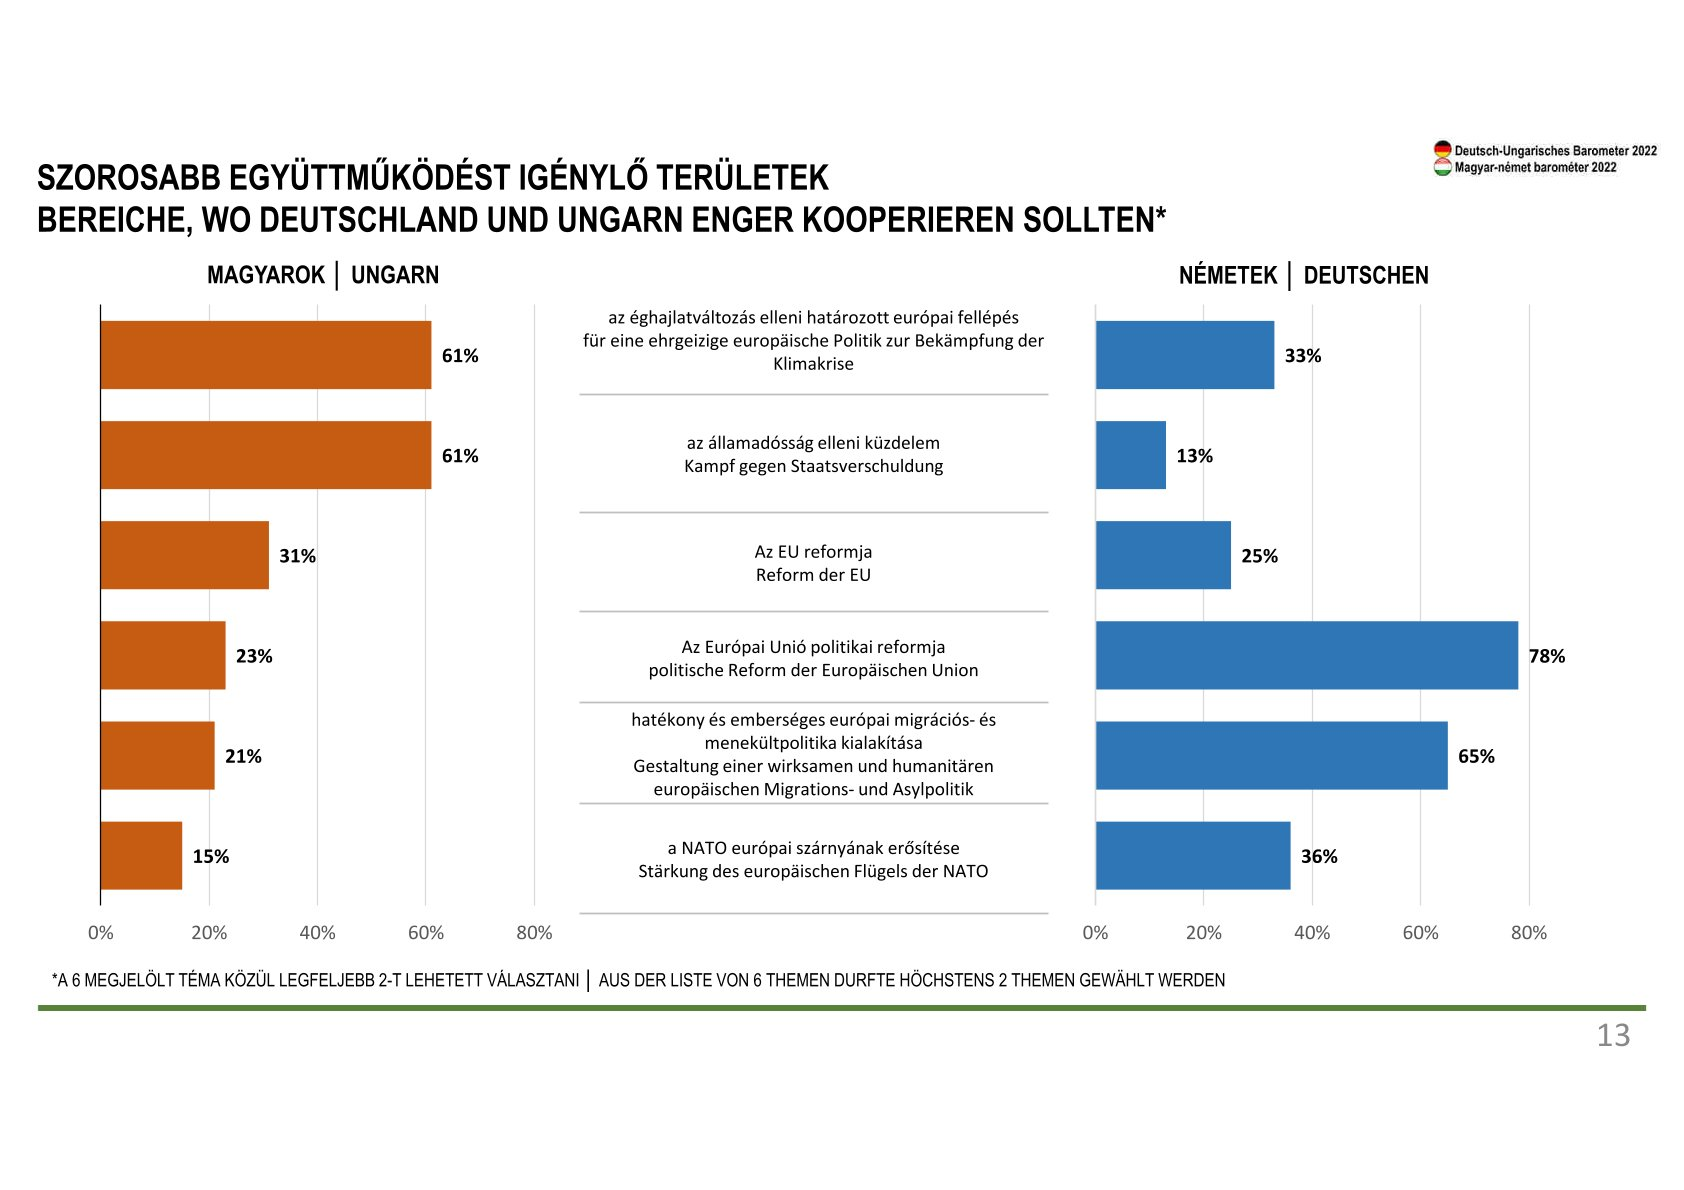 Deutsch-Ungarisches Barometer 2022
Magyar-német barométer 2022
SZOROSABB EGYÜTTMŰKÖDÉST IGÉNYLŐ TERÜLETEK
BEREICHE, WO DEUTSCHLAND UND UNGARN ENGER KOOPERIEREN SOLLTEN*
MAGYAROK | UNGARN
61%
61%
31%
23%
21%
15%
0% 20% 40% 60% 80%
az éghajlatváltozás elleni határozott európai fellépés
für eine ehrgeizige europäische Politik zur Bekämpfung der
Klimakrise
az államadósság elleni küzdelem
Kampf gegen Staatsverschuldung
Az EU reformja
Reform der EU
Az Európai Unió politikai reformja
politische Reform der Europäischen Union
hatékony és emberséges európai migrációs- és
menekültpolitika kialakítása
Gestaltung einer wirksamen und humanitären
europäischen Migrations- und Asylpolitik
a NATO európai szárnyának erősítése
Stärkung des europäischen Flügels der NATO
NÉMETEK | DEUTSCHEN
33%
13%
25%
78%
65%
36%
0% 20% 40% 60% 80%
*A 6 MEGJELÖLT TÉMA KÖZÜL LEGFELJEBB 2-T LEHETETT VÁLASZTANI | AUS DER LISTE VON 6 THEMEN DURFTE HÖCHSTENS 2 THEMEN GEWÄHLT WERDEN
13